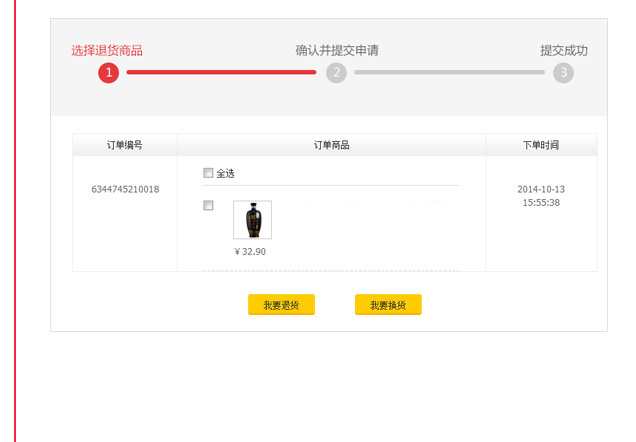 选择退货商品 确认并提交申请 提交成功
1 2 3
订单编号 订单商品 下单时间
全选
6344745210018
2014-10-13
15:55:38
￥32.90
我要退货 我要换货